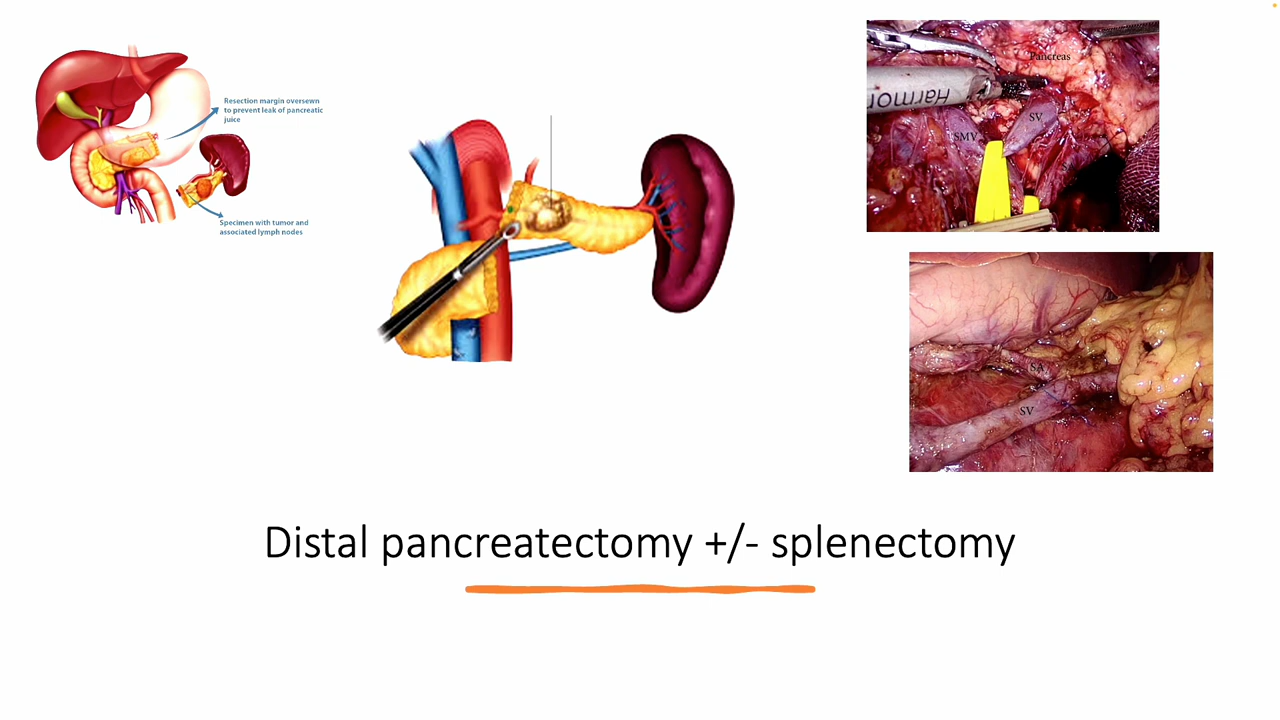 Resection margin oversewn
to prevent leak of pancreatic
juice
Specimen with tumor and
associated lymph nodes
Pancreas
Harmon
SMV
SV
SA
SV
Distal pancreatectomy +/- splenectomy